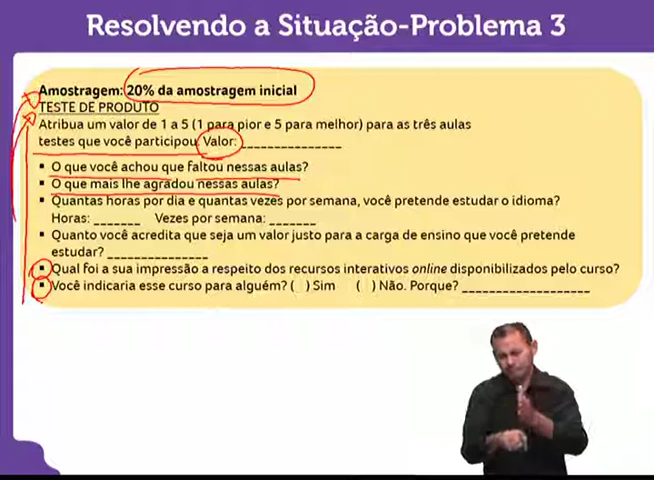 Resolvendo a Situação-Problema 3
Amostragem: 20% da amostragem inicial
TESTE DE PRODUTO
Atribua um valor de 1 a 5 (1 para pior e 5 para melhor) para as três aulas
testes que você participou. Valor: _______________
▪ O que você achou que faltou nessas aulas?
▪ O que mais lhe agradou nessas aulas?
▪ Quantas horas por dia e quantas vezes por semana, você pretende estudar o idioma?
Horas: _______ Vezes por semana: _______
▪ Quanto você acredita que seja um valor justo para a carga de ensino que você pretende
estudar? _______________
▪ Qual foi a sua impressão a respeito dos recursos interativos online disponibilizados pelo curso?
▪ Você indicaria esse curso para alguém? ( ) Sim ( ) Não. Porque? ___________________